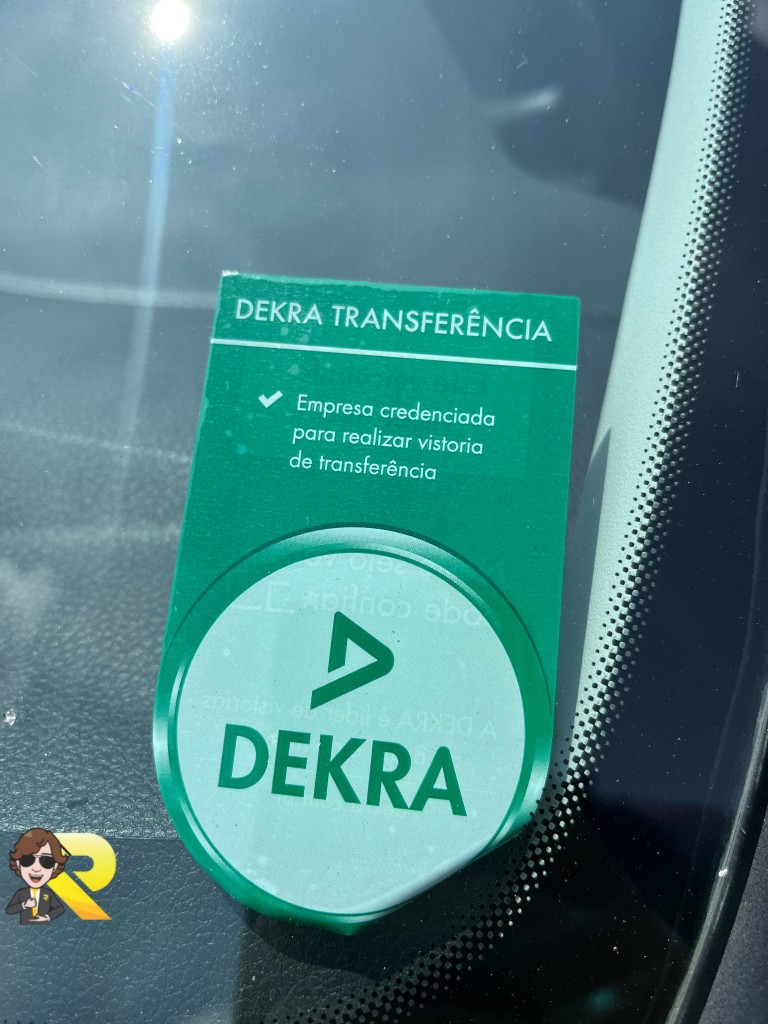 DEKRA TRANSFERÊNCIA
✔ Empresa credenciada
para realizar vistoria
de transferência
DEKRA